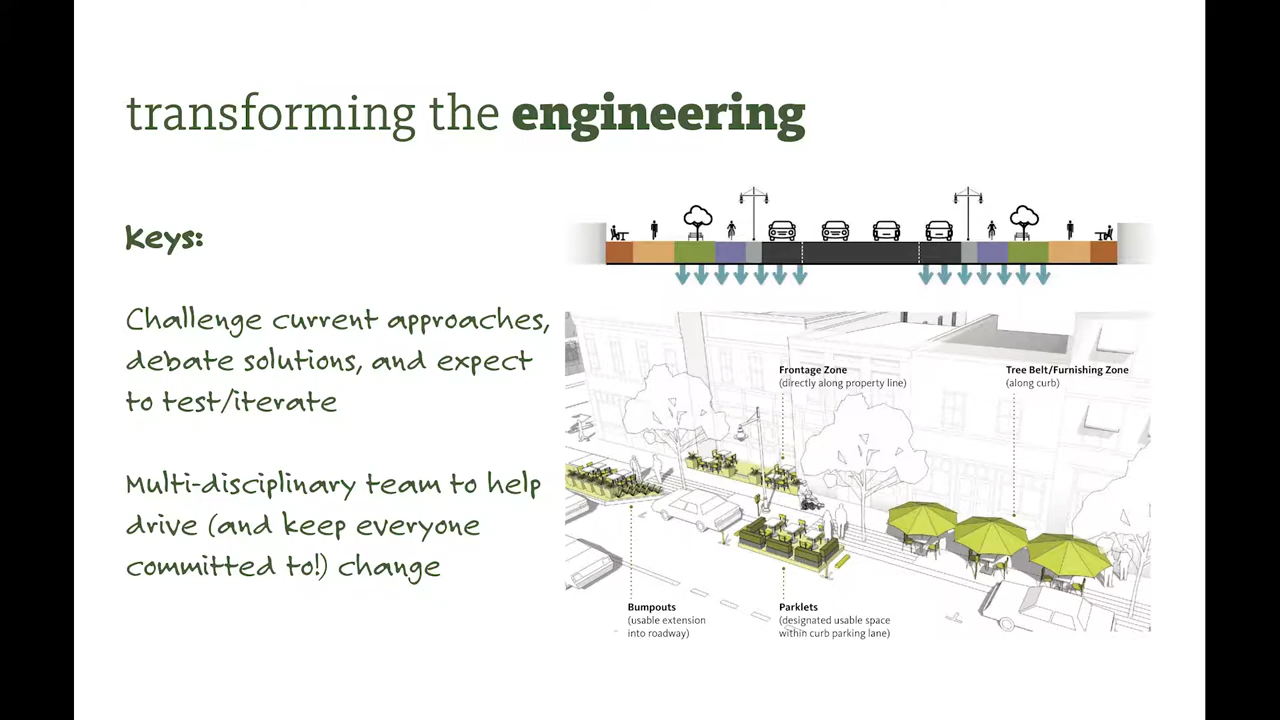 transforming the engineering
Keys:
Challenge current approaches,
debate solutions, and expect
to test/iterate
Multi-disciplinary team to help
drive (and keep everyone
committed to!) change
Frontage Zone
(directly along property line)
Tree Belt/Furnishing Zone
(along curb)
Bumpouts
(usable extension
into roadway)
Parklets
(designated usable space
within curb parking lane)